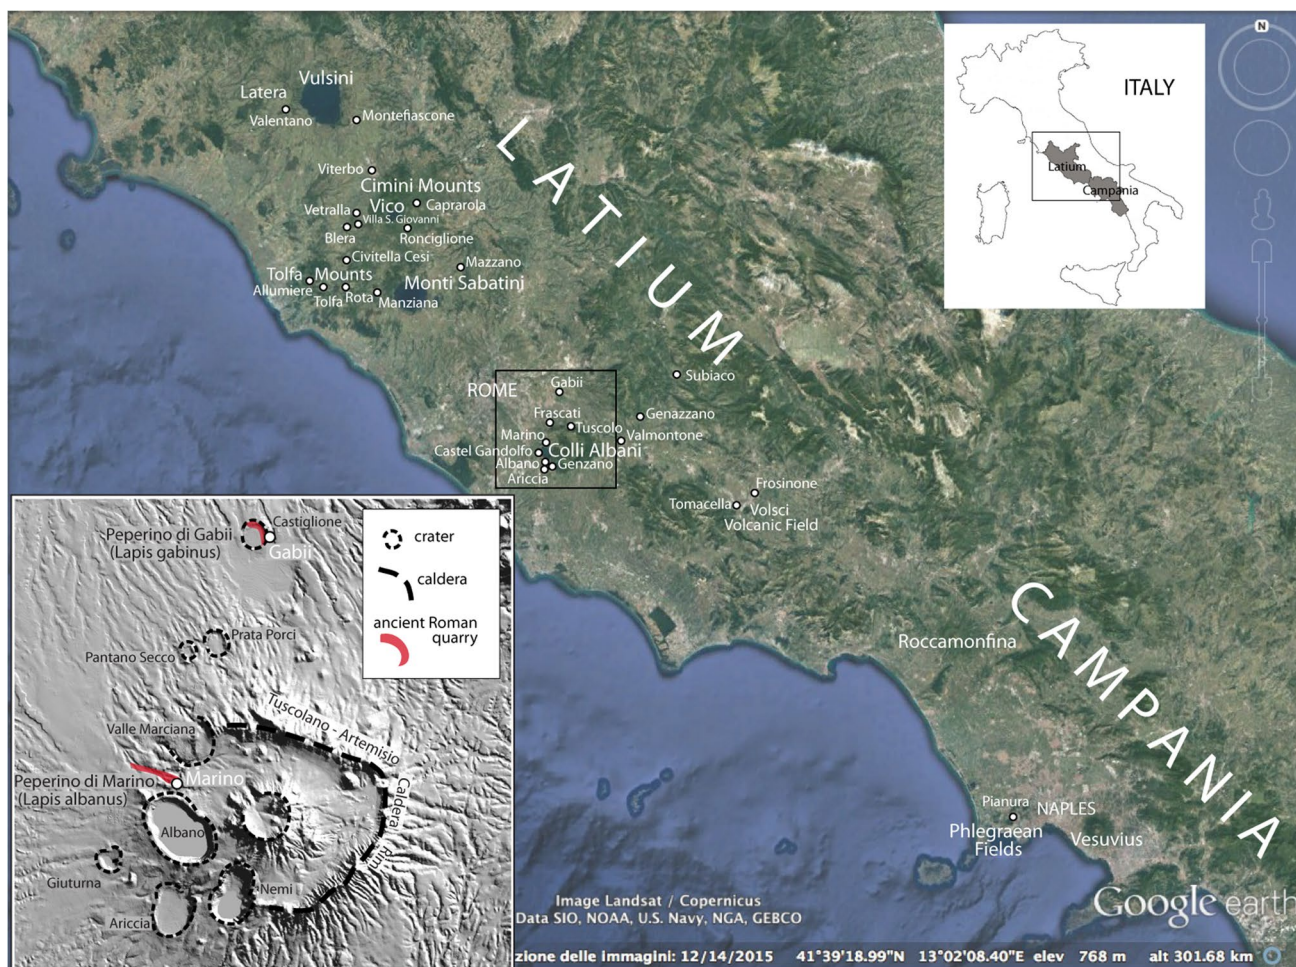 Vulsini
Latera
Valentano
Montefiascone
Viterbo
Cimini Mounts
Vetralla
Vico
Caprarola
Villa S. Giovanni
Blera
Ronciglione
Civitella Cesi
Mazzano
Tolfa Mounts
Monti Sabatini
Allumiere
Tolfa
Rota
Manziana
LATIUM
N
ITALY
Latium
Campania
ROME
Gabii
Subiaco
Frascati
Genazzano
Tuscolo
Marino
Valmontone
Castel Gandolfo
Colli Albani
Albano
Genzano
Ariccia
Frosinone
Tomacella
Volsci
Volcanic Field
CAMPANIA
Roccamonfina
Pianura
NAPLES
Phlegraean
Fields
Vesuvius
Castiglione
Peperino di Gabii
(Lapis gabinus)
Gabii
crater
caldera
ancient Roman
quarry
Prata Porci
Pantano Secco
Tuscolano - Artemisio
Caldera Rim
Valle Marciana
Peperino di Marino
(Lapis albanus)
Marino
Albano
Giuturna
Nemi
Ariccia
Image Landsat / Copernicus
Data SIO, NOAA, U.S. Navy, NGA, GEBCO
Google earth
zione delle immagini: 12/14/2015 41°39'18.99"N 13°02'08.40"E elev 768 m alt 301.68 km